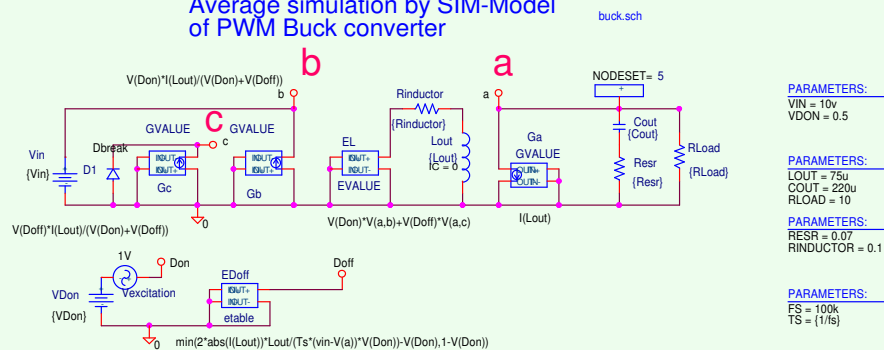 Average simulation by SIM-Model
of PWM Buck converter
buck.sch
b
a
c
V(Don)*I(Lout)/(V(Don)+V(Doff))
b
Rinductor
{Rinductor}
a
NODESET= 5
+
PARAMETERS:
VIN = 10v
VDON = 0.5
GVALUE
GVALUE
c
Dbreak
D1
Vin
{Vin}
Gc
Gb
EL
EVALUE
OUT+
OUT-
Lout
{Lout}
IC = 0
Ga
GVALUE
Cout
{Cout}
Resr
{Resr}
RLoad
{RLoad}
PARAMETERS:
LOUT = 75u
COUT = 220u
RLOAD = 10
0
V(Doff)*I(Lout)/(V(Don)+V(Doff))
V(Don)*V(a,b)+V(Doff)*V(a,c)
I(Lout)
PARAMETERS:
RESR = 0.07
RINDUCTOR = 0.1
1V
Don
Doff
VDon
{VDon}
Vexcitation
EDoff
etable
PARAMETERS:
FS = 100k
TS = {1/fs}
0
min(2*abs(I(Lout))*Lout/(Ts*(vin-V(a))*V(Don))-V(Don),1-V(Don))